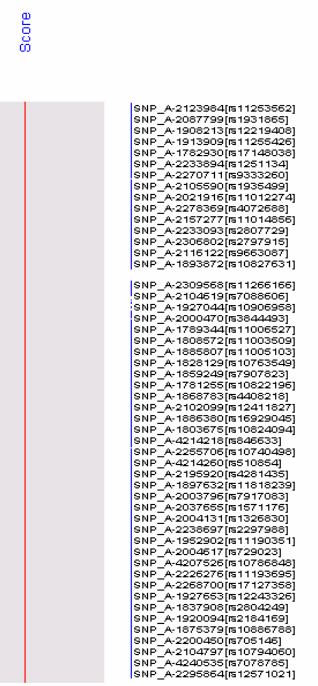 Score
SNP_A-2123984[rs11253562]
SNP_A-2087799[rs1931865]
SNP_A-1908213[rs12219408]
SNP_A-1913909[rs11255426]
SNP_A-1782930[rs17148038]
SNP_A-2233894[rs1251134]
SNP_A-2270711[rs9333260]
SNP_A-2105590[rs1935499]
SNP_A-2021916[rs11012274]
SNP_A-2278369[rs4072688]
SNP_A-2157277[rs11014856]
SNP_A-2233093[rs2807729]
SNP_A-2306802[rs2797915]
SNP_A-2116122[rs9663087]
SNP_A-1893872[rs10827631]
SNP_A-2309568[rs11266166]
SNP_A-2104619[rs7088606]
SNP_A-1927044[rs10906958]
SNP_A-2000470[rs3844493]
SNP_A-1789344[rs11006527]
SNP_A-1808572[rs11003509]
SNP_A-1885807[rs11005103]
SNP_A-1828129[rs10763549]
SNP_A-1859249[rs7907823]
SNP_A-1781255[rs10822196]
SNP_A-1868783[rs4408218]
SNP_A-2102099[rs12411827]
SNP_A-1886380[rs16929045]
SNP_A-1803675[rs10824094]
SNP_A-4214218[rs846633]
SNP_A-2255706[rs10740498]
SNP_A-4214260[rs510854]
SNP_A-2195920[rs4281435]
SNP_A-1897632[rs11818239]
SNP_A-2003796[rs7917083]
SNP_A-2037655[rs1571176]
SNP_A-2004131[rs1326830]
SNP_A-2238697[rs2297988]
SNP_A-1952902[rs11190351]
SNP_A-2004617[rs729023]
SNP_A-4207526[rs10786848]
SNP_A-2226276[rs11193695]
SNP_A-2268700[rs17127358]
SNP_A-1927653[rs12243326]
SNP_A-1837908[rs2804249]
SNP_A-1920094[rs2184169]
SNP_A-1875379[rs10886788]
SNP_A-2200450[rs705146]
SNP_A-2104797[rs10794060]
SNP_A-4240535[rs7078785]
SNP_A-2295864[rs12571021]